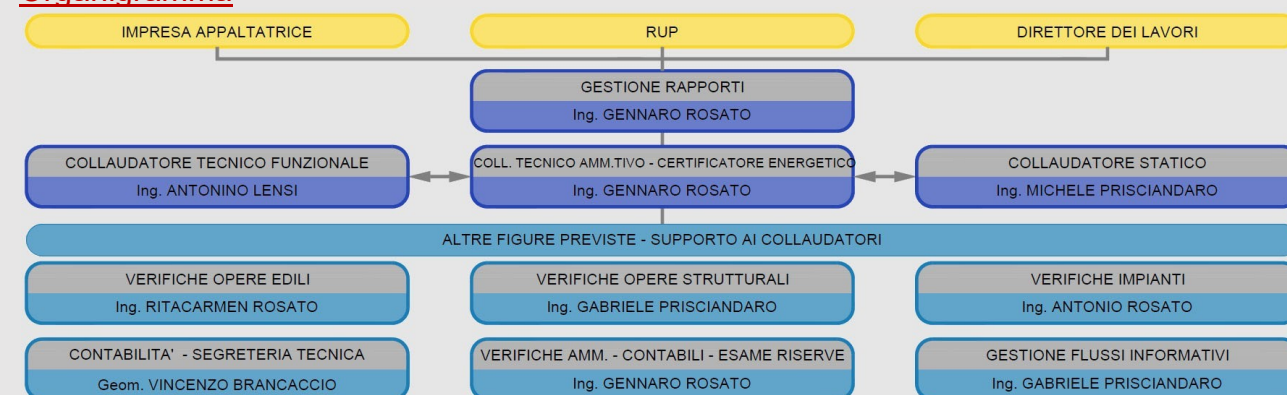 Organigramma
IMPRESA APPALTATRICE
RUP
DIRETTORE DEI LAVORI
GESTIONE RAPPORTI
Ing. GENNARO ROSATO
COLLAUDATORE TECNICO FUNZIONALE
Ing. ANTONINO LENSI
COLL. TECNICO AMM.TIVO - CERTIFICATORE ENERGETICO
Ing. GENNARO ROSATO
COLLAUDATORE STATICO
Ing. MICHELE PRISCIANDARO
ALTRE FIGURE PREVISTE - SUPPORTO AI COLLAUDATORI
VERIFICHE OPERE EDILI
Ing. RITACARMEN ROSATO
VERIFICHE OPERE STRUTTURALI
Ing. GABRIELE PRISCIANDARO
VERIFICHE IMPIANTI
Ing. ANTONIO ROSATO
CONTABILITA' - SEGRETERIA TECNICA
Geom. VINCENZO BRANCACCIO
VERIFICHE AMM. - CONTABILI - ESAME RISERVE
Ing. GENNARO ROSATO
GESTIONE FLUSSI INFORMATIVI
Ing. GABRIELE PRISCIANDARO